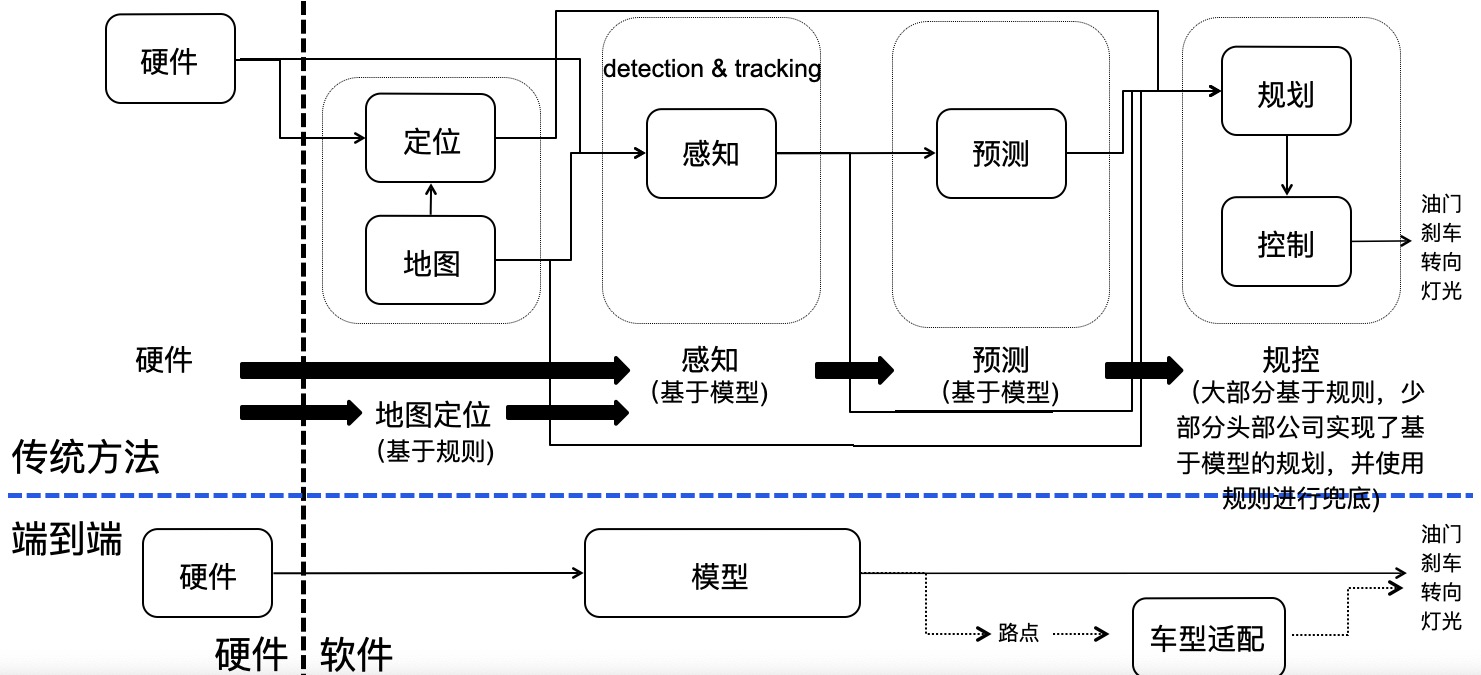 硬件
detection & tracking
定位
感知
预测
规划
地图
控制
油门
刹车
转向
灯光
硬件
感知
(基于模型)
预测
(基于模型)
规控
(大部分基于规则，少
部分头部公司实现了基
于模型的规划，并使用
规则进行兜底)
地图定位
(基于规则)
传统方法
端到端
硬件
模型
油门
刹车
转向
灯光
路点
车型适配
硬件
软件